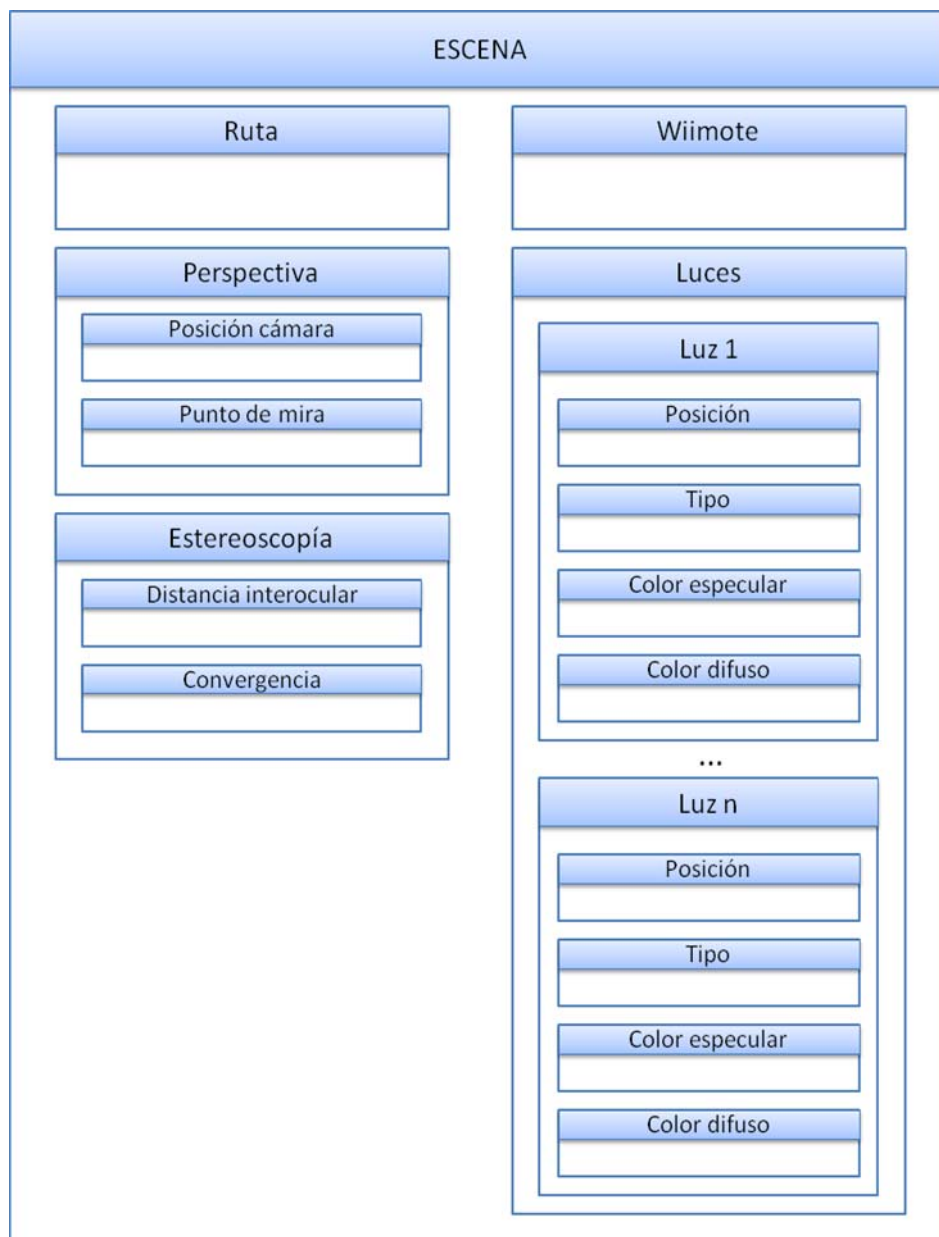 ESCENA
Ruta
Perspectiva
Posición cámara
Punto de mira
Estereoscopía
Distancia interocular
Convergencia
Wiimote
Luces
Luz 1
Posición
Tipo
Color especular
Color difuso
...
Luz n
Posición
Tipo
Color especular
Color difuso